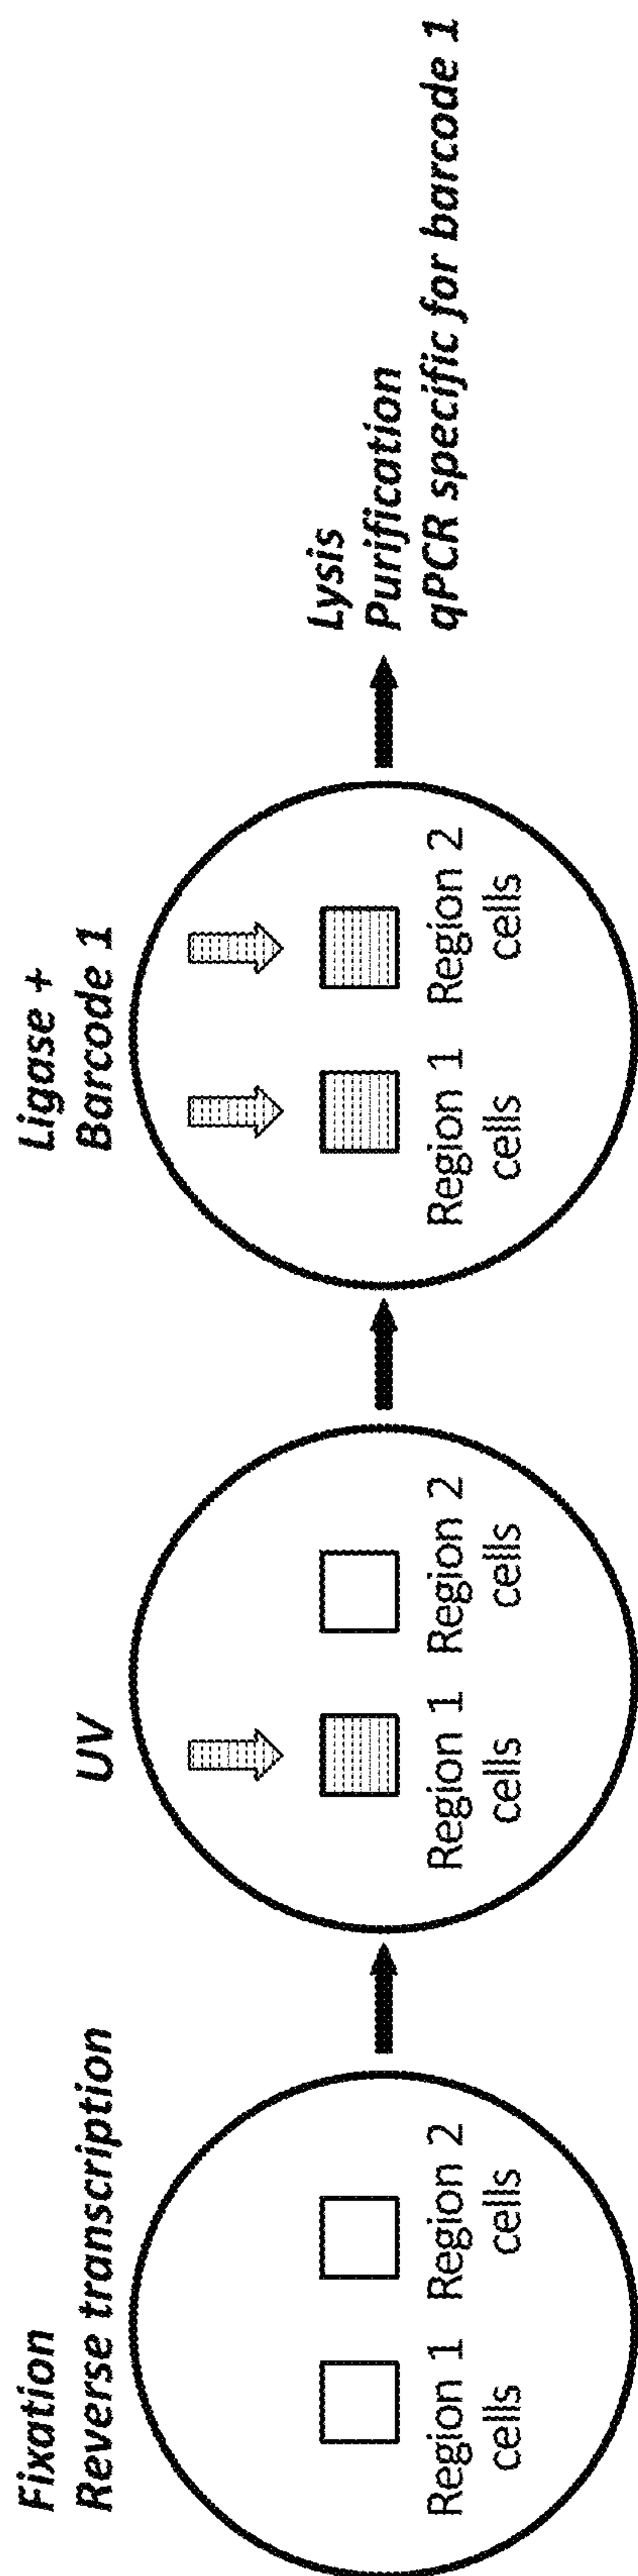 Fixation
Reverse transcription
Region 1
cells
Region 2
cells
UV
Region 1
cells
Region 2
cells
Ligase +
Barcode 1
Region 1
cells
Region 2
cells
Lysis
Purification
qPCR specific for barcode 1